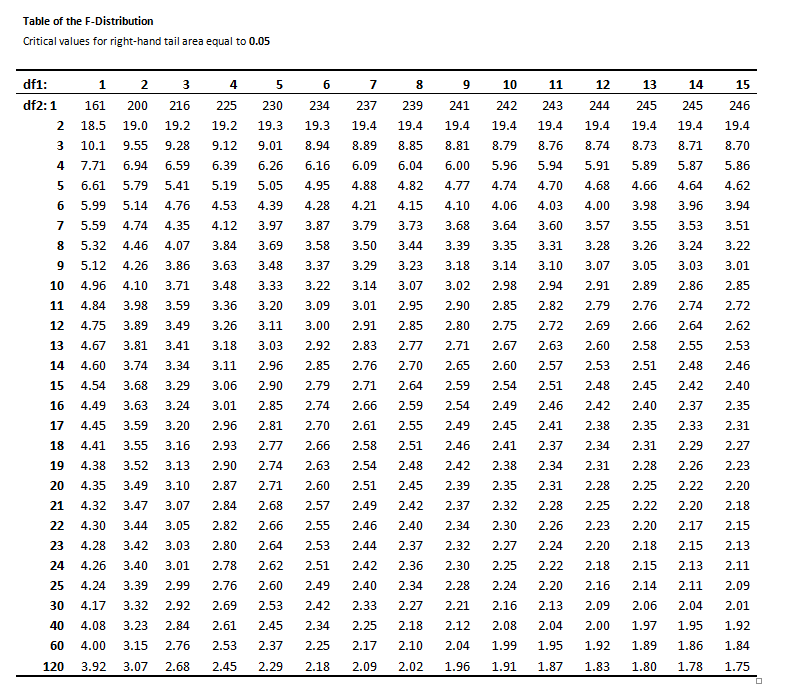 Table of the F-Distribution
Critical values for right-hand tail area equal to 0.05
df1: 1 2 3 4 5 6 7 8 9 10 11 12 13 14 15
df2: 1 161 200 216 225 230 234 237 239 241 242 243 244 245 245 246
2 18.5 19.0 19.2 19.2 19.3 19.3 19.4 19.4 19.4 19.4 19.4 19.4 19.4 19.4 19.4
3 10.1 9.55 9.28 9.12 9.01 8.94 8.89 8.85 8.81 8.79 8.76 8.74 8.73 8.71 8.70
4 7.71 6.94 6.59 6.39 6.26 6.16 6.09 6.04 6.00 5.96 5.94 5.91 5.89 5.87 5.86
5 6.61 5.79 5.41 5.19 5.05 4.95 4.88 4.82 4.77 4.74 4.70 4.68 4.66 4.64 4.62
6 5.99 5.14 4.76 4.53 4.39 4.28 4.21 4.15 4.10 4.06 4.03 4.00 3.98 3.96 3.94
7 5.59 4.74 4.35 4.12 3.97 3.87 3.79 3.73 3.68 3.64 3.60 3.57 3.55 3.53 3.51
8 5.32 4.46 4.07 3.84 3.69 3.58 3.50 3.44 3.39 3.35 3.31 3.28 3.26 3.24 3.22
9 5.12 4.26 3.86 3.63 3.48 3.37 3.29 3.23 3.18 3.14 3.10 3.07 3.05 3.03 3.01
10 4.96 4.10 3.71 3.48 3.33 3.22 3.14 3.07 3.02 2.98 2.94 2.91 2.89 2.86 2.85
11 4.84 3.98 3.59 3.36 3.20 3.09 3.01 2.95 2.90 2.85 2.82 2.79 2.76 2.74 2.72
12 4.75 3.89 3.49 3.26 3.11 3.00 2.91 2.85 2.80 2.75 2.72 2.69 2.66 2.64 2.62
13 4.67 3.81 3.41 3.18 3.03 2.92 2.83 2.77 2.71 2.67 2.63 2.60 2.58 2.55 2.53
14 4.60 3.74 3.34 3.11 2.96 2.85 2.76 2.70 2.65 2.60 2.57 2.53 2.51 2.48 2.46
15 4.54 3.68 3.29 3.06 2.90 2.79 2.71 2.64 2.59 2.54 2.51 2.48 2.45 2.42 2.40
16 4.49 3.63 3.24 3.01 2.85 2.74 2.66 2.59 2.54 2.49 2.46 2.42 2.40 2.37 2.35
17 4.45 3.59 3.20 2.96 2.81 2.70 2.61 2.55 2.49 2.45 2.41 2.38 2.35 2.33 2.31
18 4.41 3.55 3.16 2.93 2.77 2.66 2.58 2.51 2.46 2.41 2.37 2.34 2.31 2.29 2.27
19 4.38 3.52 3.13 2.90 2.74 2.63 2.54 2.48 2.42 2.38 2.34 2.31 2.28 2.26 2.23
20 4.35 3.49 3.10 2.87 2.71 2.60 2.51 2.45 2.39 2.35 2.31 2.28 2.25 2.22 2.20
21 4.32 3.47 3.07 2.84 2.68 2.57 2.49 2.42 2.37 2.32 2.28 2.25 2.22 2.20 2.18
22 4.30 3.44 3.05 2.82 2.66 2.55 2.46 2.40 2.34 2.30 2.26 2.23 2.20 2.17 2.15
23 4.28 3.42 3.03 2.80 2.64 2.53 2.44 2.37 2.32 2.27 2.24 2.20 2.18 2.15 2.13
24 4.26 3.40 3.01 2.78 2.62 2.51 2.42 2.36 2.30 2.25 2.22 2.18 2.15 2.13 2.11
25 4.24 3.39 2.99 2.76 2.60 2.49 2.40 2.34 2.28 2.24 2.20 2.16 2.14 2.11 2.09
30 4.17 3.32 2.92 2.69 2.53 2.42 2.33 2.27 2.21 2.16 2.13 2.09 2.06 2.04 2.01
40 4.08 3.23 2.84 2.61 2.45 2.34 2.25 2.18 2.12 2.08 2.04 2.00 1.97 1.95 1.92
60 4.00 3.15 2.76 2.53 2.37 2.25 2.17 2.10 2.04 1.99 1.95 1.92 1.89 1.86 1.84
120 3.92 3.07 2.68 2.45 2.29 2.18 2.09 2.02 1.96 1.91 1.87 1.83 1.80 1.78 1.75